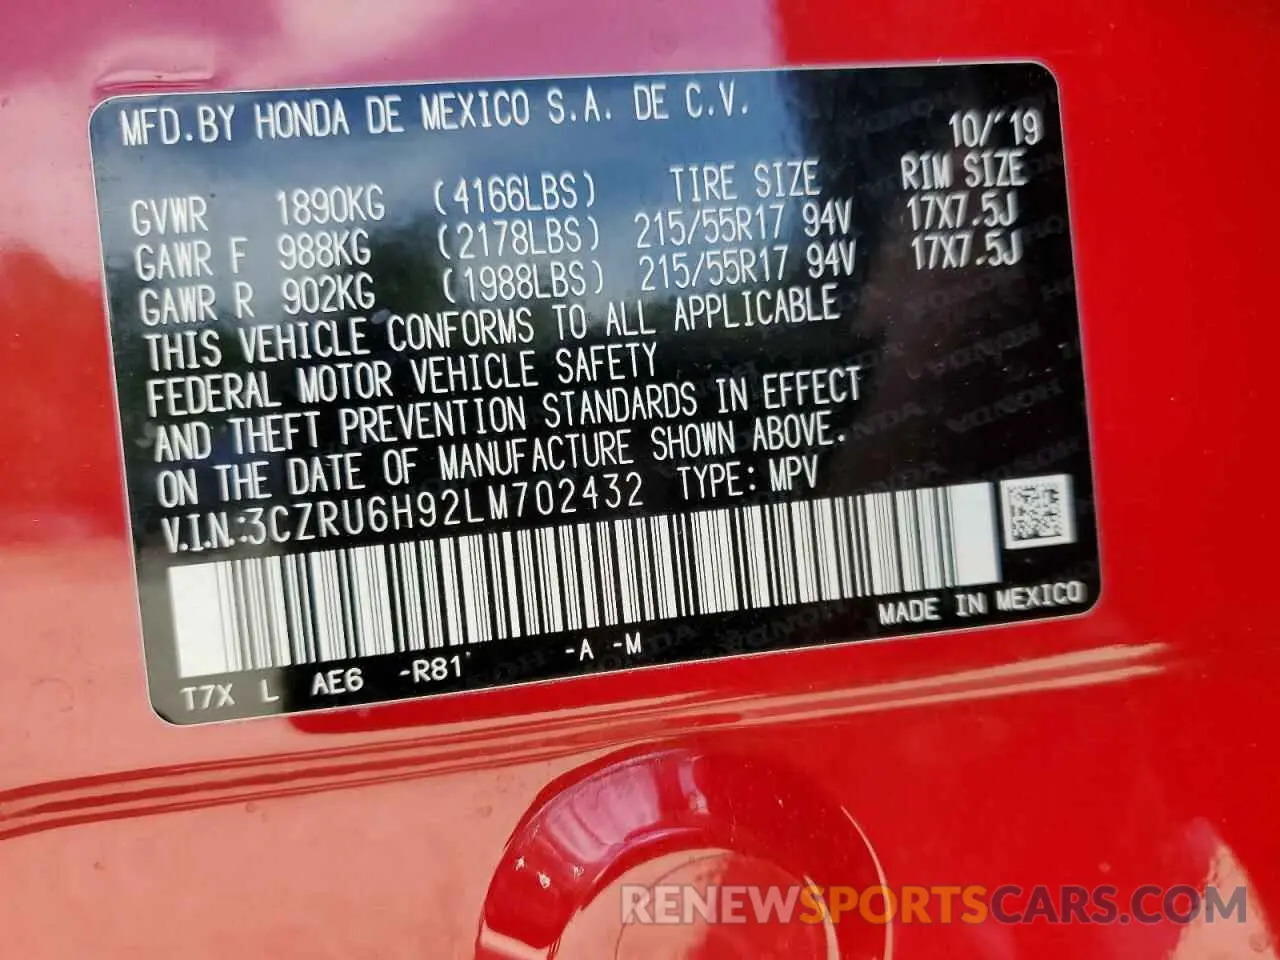 MFD.BY HONDA DE MEXICO S.A. DE C.V.
10/'19
GVWR 1890KG (4166LBS) TIRE SIZE RIM SIZE
GAWR F 988KG (2178LBS) 215/55R17 94V 17X7.5J
GAWR R 902KG (1988LBS) 215/55R17 94V 17X7.5J
THIS VEHICLE CONFORMS TO ALL APPLICABLE
FEDERAL MOTOR VEHICLE SAFETY
AND THEFT PREVENTION STANDARDS IN EFFECT
ON THE DATE OF MANUFACTURE SHOWN ABOVE.
V.I.N.:3CZRU6H92LM702432 TYPE: MPV
MADE IN MEXICO
T7X L AE6 -R81 -A -M
RENEWSPORTSCARS.COM